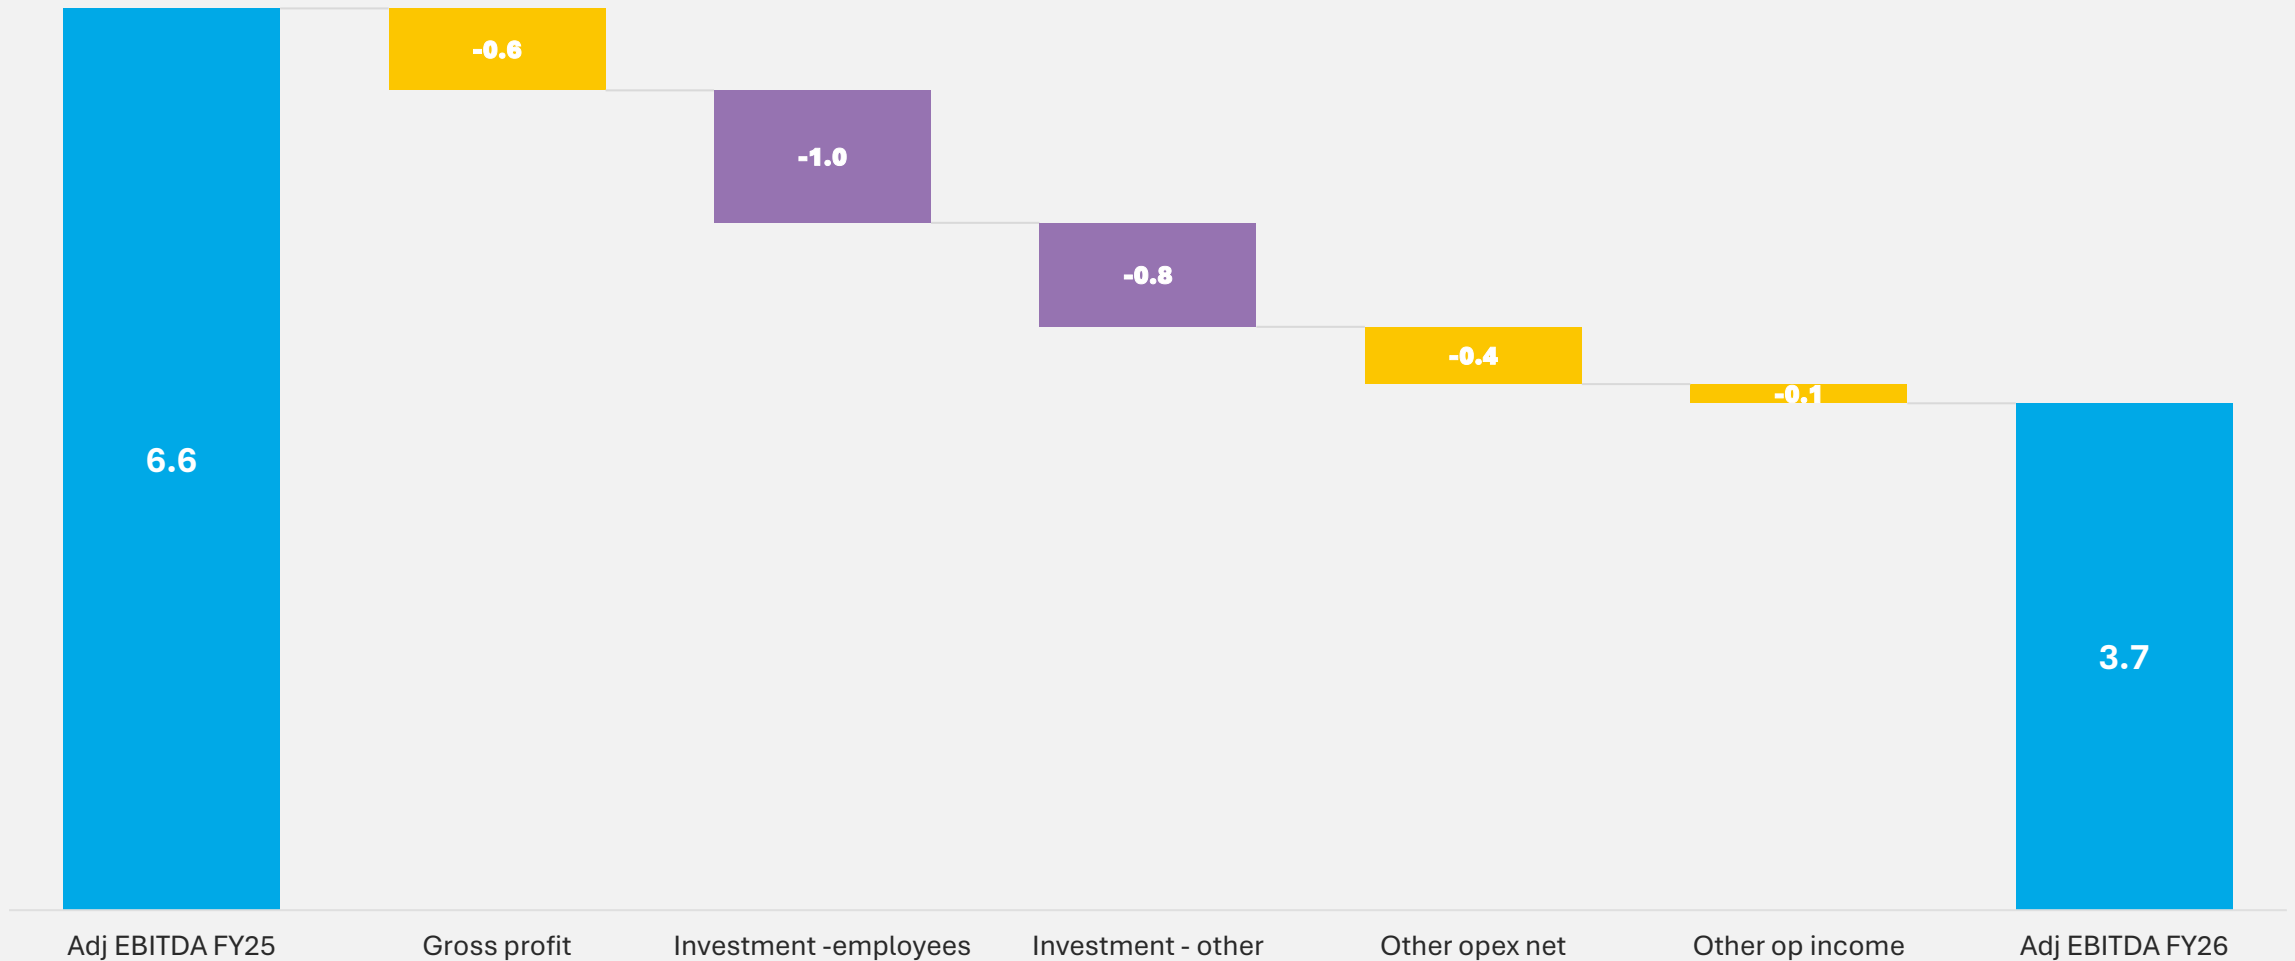 -0.6
-1.0
-0.8
-0.4
-0.1
6.6
3.7
Adj EBITDA FY25
Gross profit
Investment -employees
Investment - other
Other opex net
Other op income
Adj EBITDA FY26